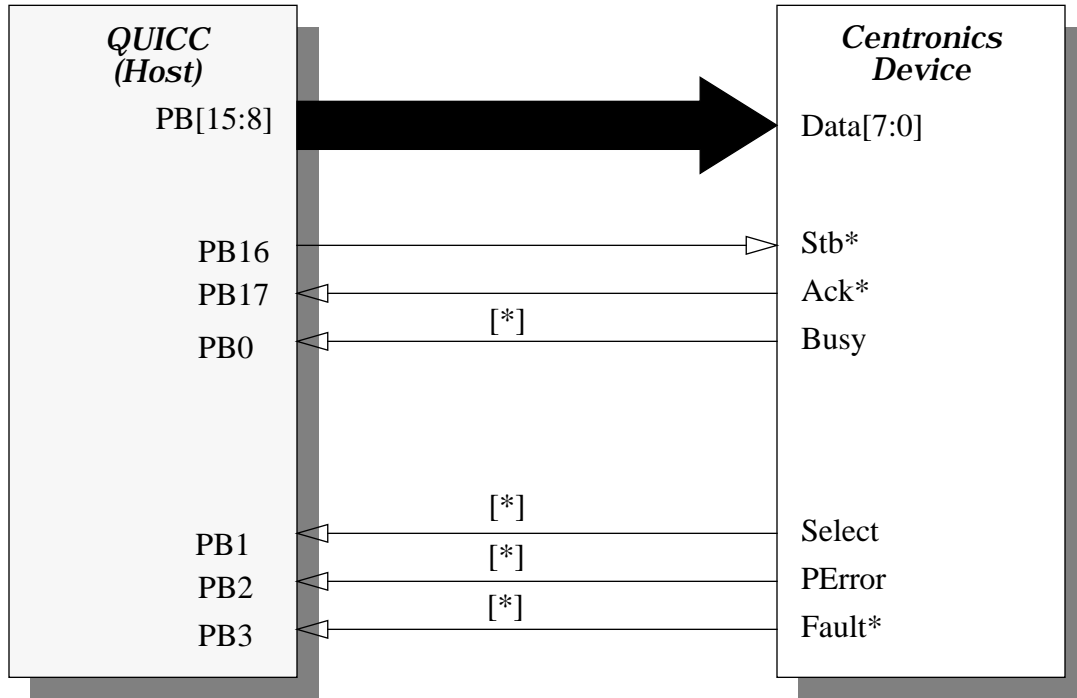 QUICC
(Host)
Centronics
Device
PB[15:8]
Data[7:0]
PB16
Stb*
PB17
Ack*
[*]
PB0
Busy
[*]
PB1
Select
[*]
PB2
PError
[*]
PB3
Fault*